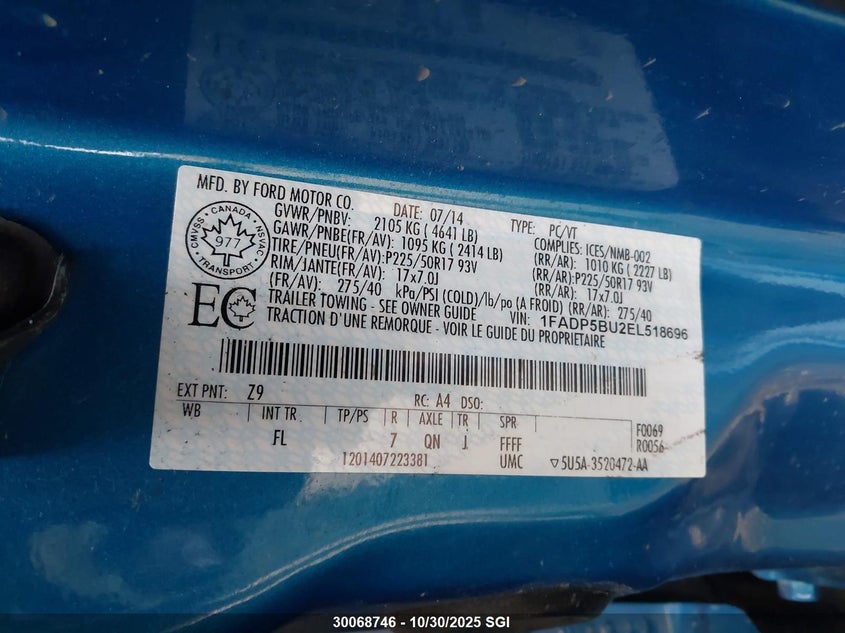 MFD. BY FORD MOTOR CO.
DATE: 07/14 TYPE: PC/VT
GVWR/PNBV: 2105 KG ( 4641 LB) COMPLIES: ICES/NMB-002
GAWR/PNBE(FR/AV): 1095 KG ( 2414 LB) (RR/AR): 1010 KG ( 2227 LB)
TIRE/PNEU(FR/AV):P225/50R17 93V (RR/AR):P225/50R17 93V
RIM/JANTE(FR/AV): 17x7.0J (RR/AR): 17x7.0J
(FR/AV): 275/40 kPa/PSI (COLD)/lb/po (A FROID) (RR/AR): 275/40
TRAILER TOWING - SEE OWNER GUIDE VIN: 1FADP5BU2EL518696
TRACTION D'UNE REMORQUE - VOIR LE GUIDE DU PROPRIETAIRE
CANADA
CMVSS
NSVAC
977
TRANSPORT
EC
EXT PNT: Z9 RC: A4 DSO:
WB INT TR. TP/PS R AXLE TR SPR F0069
FL 7 QN J FFFF R0056
1201407223381 UMC ▽5U5A-3520472-AA
30068746 - 10/30/2025 SGI